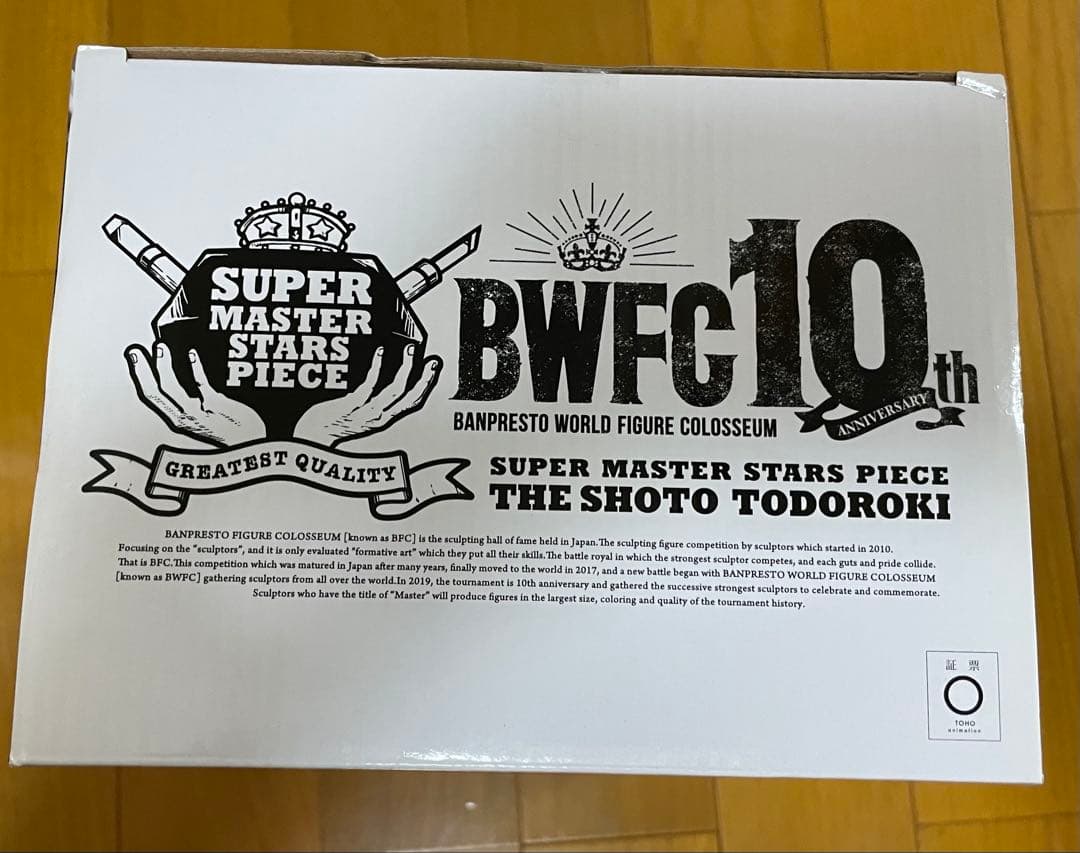 SUPER
MASTER
STARS
PIECE
GREATEST QUALITY
BWFC 10th
ANNIVERSARY
BANPRESTO WORLD FIGURE COLOSSEUM
SUPER MASTER STARS PIECE
THE SHOTO TODOROKI
BANPRESTO FIGURE COLOSSEUM [known as BFC] is the sculpting hall of fame held in Japan.The sculpting figure competition by sculptors which started in 2010.
Focusing on the "sculptors", and it is only evaluated "formative art" which they put all their skills.The battle royal in which the strongest sculptor competes, and each guts and pride collide.
That is BFC.This competition which was matured in Japan after many years, finally moved to the world in 2017, and a new battle began with BANPRESTO WORLD FIGURE COLOSSEUM
[known as BWFC] gathering sculptors from all over the world.In 2019, the tournament is 10th anniversary and gathered the successive strongest sculptors to celebrate and commemorate.
Sculptors who have the title of "Master" will produce figures in the largest size, coloring and quality of the tournament history.
証 票
TOHO
animation